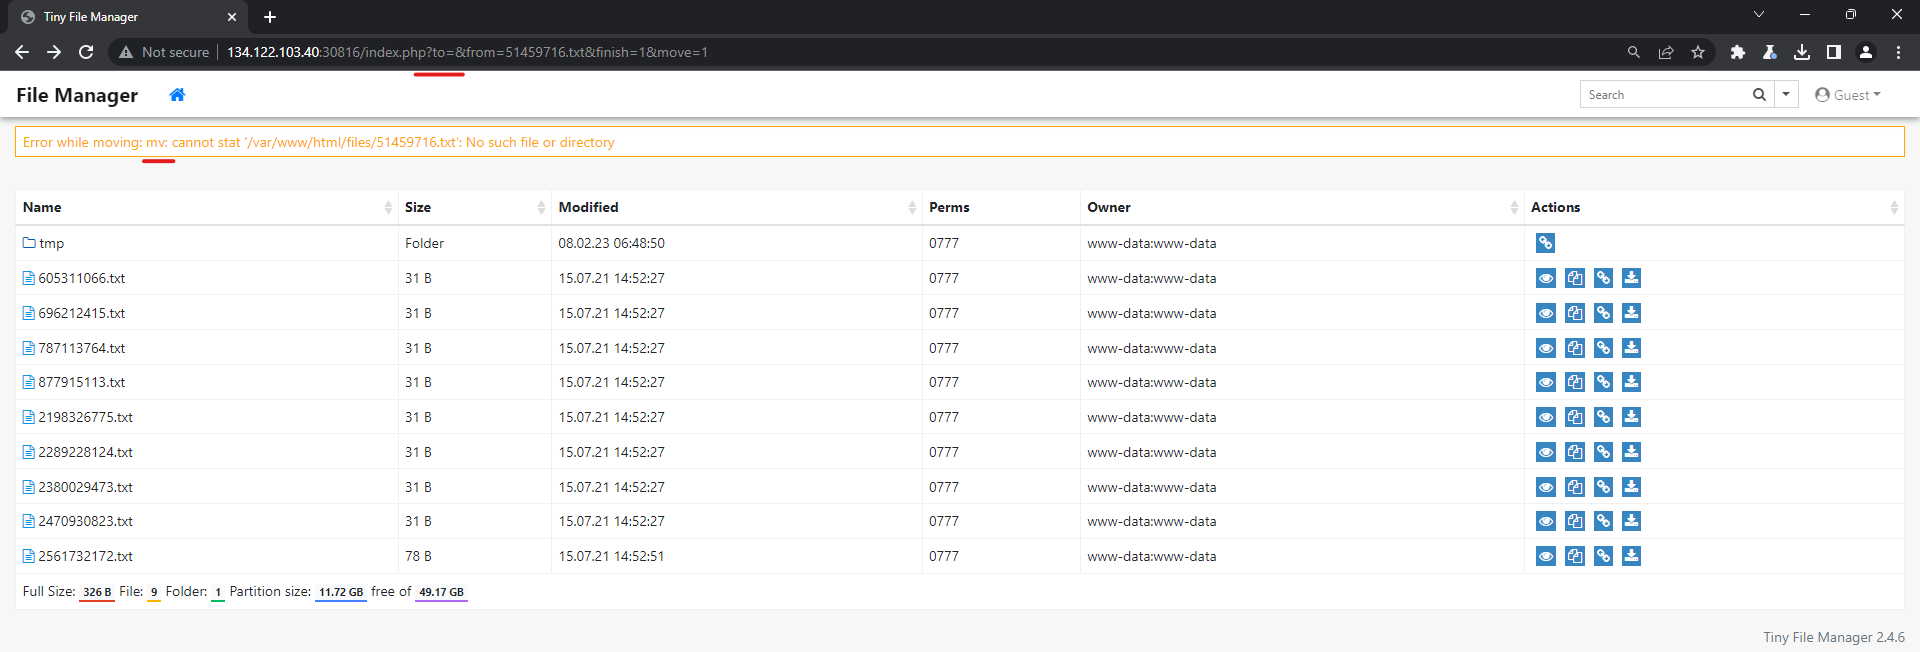 Tiny File Manager
Not secure 134.122.103.40:30816/index.php?to=&from=51459716.txt&finish=1&move=1
File Manager Search Guest
Error while moving: mv: cannot stat '/var/www/html/files/51459716.txt': No such file or directory
Name Size Modified Perms Owner Actions
tmp Folder 08.02.23 06:48:50 0777 www-data:www-data
605311066.txt 31 B 15.07.21 14:52:27 0777 www-data:www-data
696212415.txt 31 B 15.07.21 14:52:27 0777 www-data:www-data
787113764.txt 31 B 15.07.21 14:52:27 0777 www-data:www-data
877915113.txt 31 B 15.07.21 14:52:27 0777 www-data:www-data
2198326775.txt 31 B 15.07.21 14:52:27 0777 www-data:www-data
2289228124.txt 31 B 15.07.21 14:52:27 0777 www-data:www-data
2380029473.txt 31 B 15.07.21 14:52:27 0777 www-data:www-data
2470930823.txt 31 B 15.07.21 14:52:27 0777 www-data:www-data
2561732172.txt 78 B 15.07.21 14:52:51 0777 www-data:www-data
Full Size: 326 B File: 9 Folder: 1 Partition size: 11.72 GB free of 49.17 GB
Tiny File Manager 2.4.6